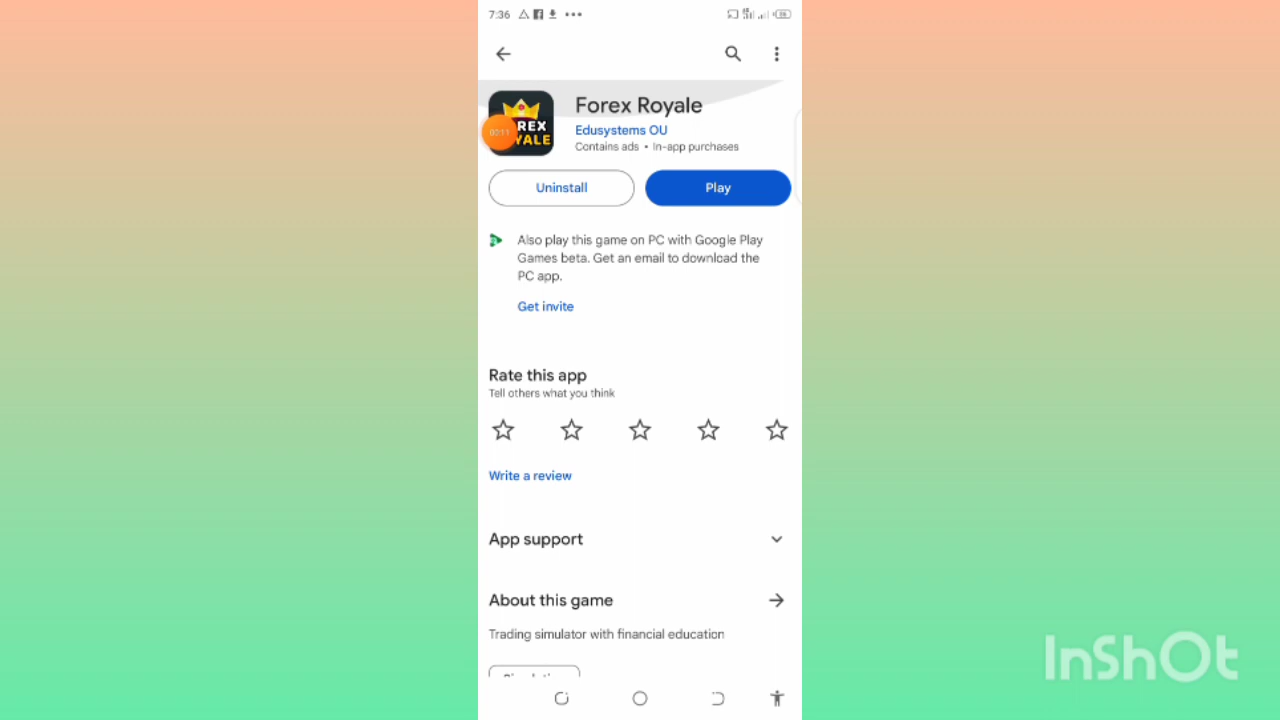 7:36
Forex Royale
Edusystems OU
Contains ads • In-app purchases
REX
YALE
00:11
Uninstall
Play
Also play this game on PC with Google Play
Games beta. Get an email to download the
PC app.
Get invite
Rate this app
Tell others what you think
Write a review
App support
About this game
Trading simulator with financial education
InShOt